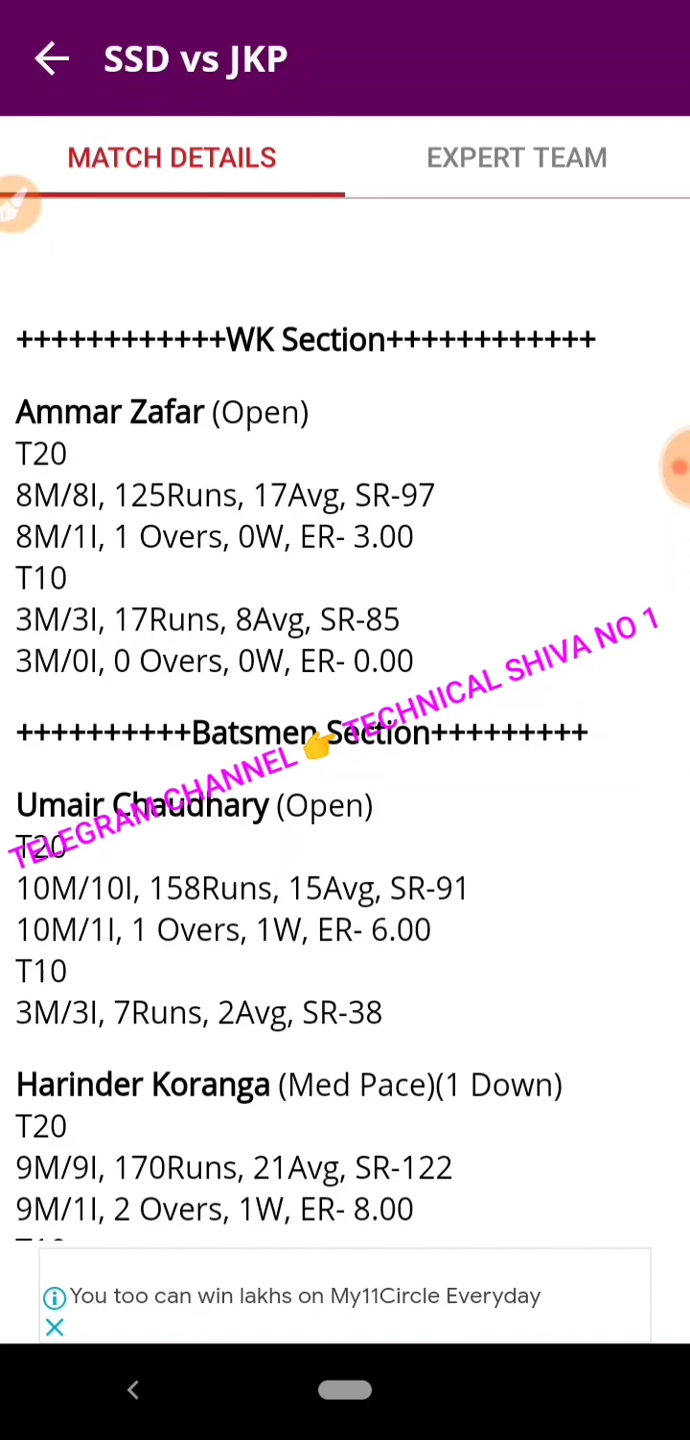 SSD vs JKP
MATCH DETAILS
EXPERT TEAM
++++++++++++WK Section++++++++++++
Ammar Zafar (Open)
T20
8M/8I, 125Runs, 17Avg, SR-97
8M/1I, 1 Overs, 0W, ER- 3.00
T10
3M/3I, 17Runs, 8Avg, SR-85
3M/0I, 0 Overs, 0W, ER- 0.00
++++++++++Batsmen Section+++++++++
TELEGRAM CHANNEL 👉 TECHNICAL SHIVA NO 1
Umair Chaudhary (Open)
T20
10M/10I, 158Runs, 15Avg, SR-91
10M/1I, 1 Overs, 1W, ER- 6.00
T10
3M/3I, 7Runs, 2Avg, SR-38
Harinder Koranga (Med Pace)(1 Down)
T20
9M/9I, 170Runs, 21Avg, SR-122
9M/1I, 2 Overs, 1W, ER- 8.00
You too can win lakhs on My11Circle Everyday